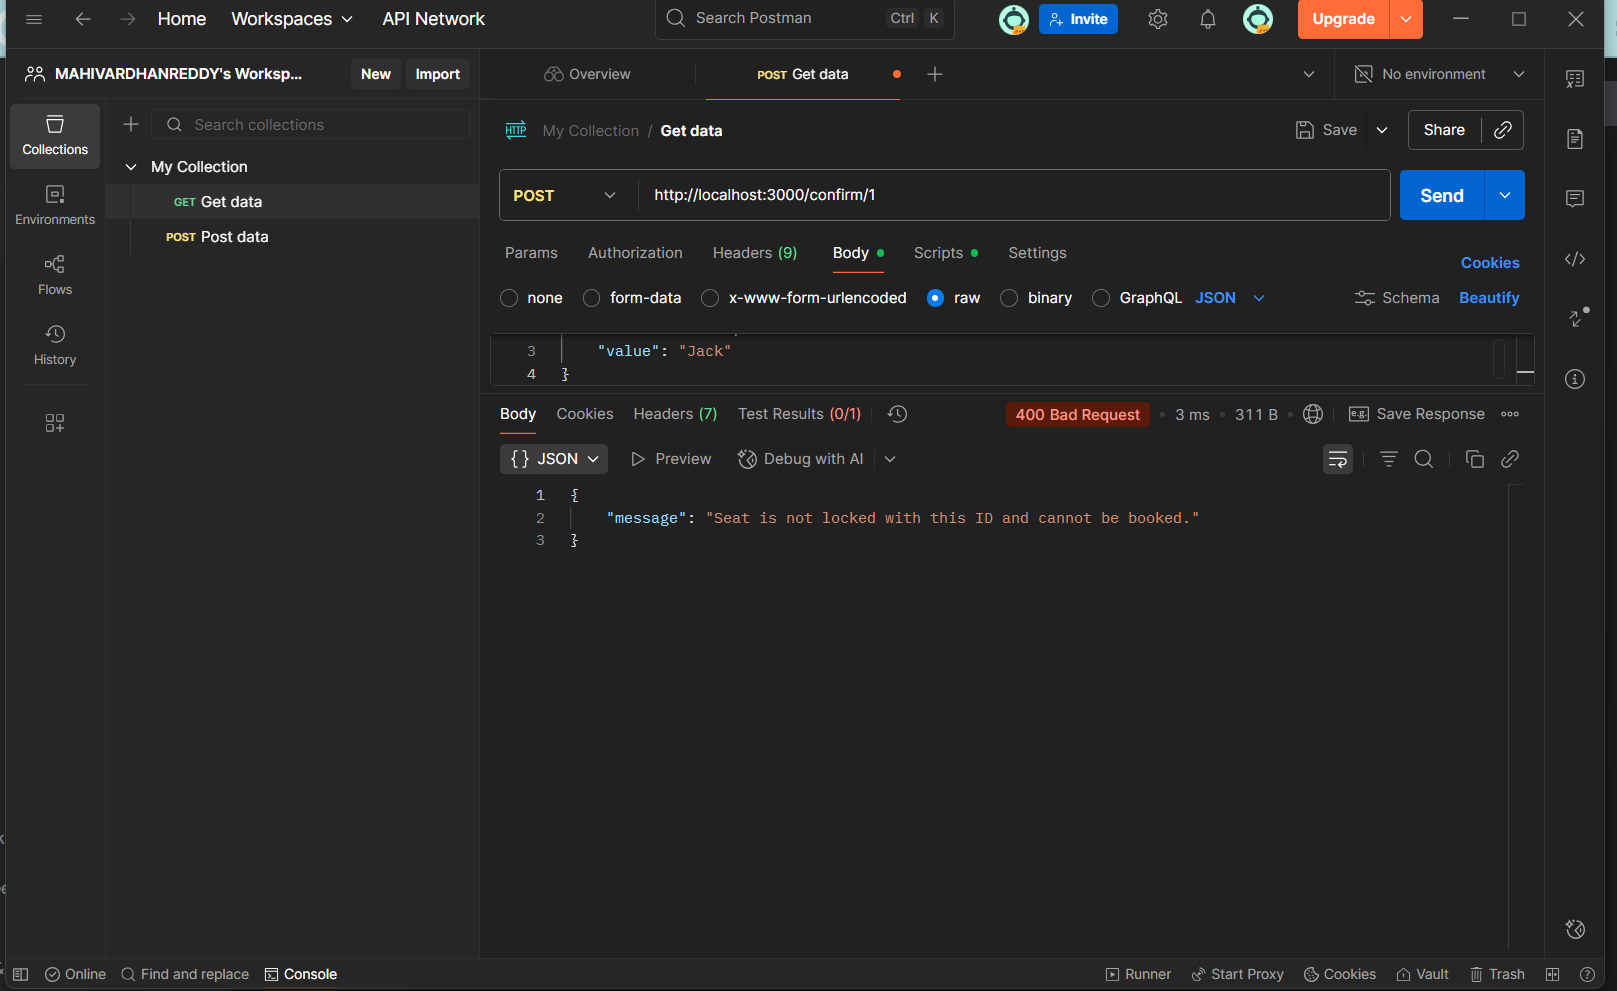 Home Workspaces API Network Search Postman Ctrl K Invite Upgrade
MAHIVARDHANREDDY's Worksp... New Import Overview POST Get data No environment
Collections
Search collections
HTTP My Collection / Get data Save Share
My Collection
GET Get data
POST http://localhost:3000/confirm/1 Send
Environments
POST Post data
Params Authorization Headers (9) Body Scripts Settings Cookies
Flows
none form-data x-www-form-urlencoded raw binary GraphQL JSON Schema Beautify
History
3 "value": "Jack"
4 }
Body Cookies Headers (7) Test Results (0/1) 400 Bad Request 3 ms 311 B e.g. Save Response
{} JSON Preview Debug with AI
1 {
2 "message": "Seat is not locked with this ID and cannot be booked."
3 }
Online Find and replace Console Runner Start Proxy Cookies Vault Trash